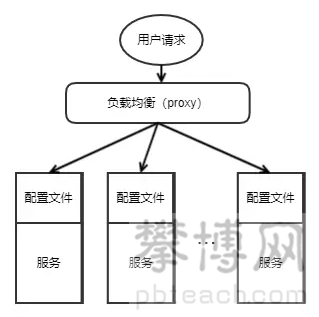 用户请求
负载均衡（proxy）
配置文件 配置文件 配置文件
...
服务 服务 服务
攀博网
pbteach.com